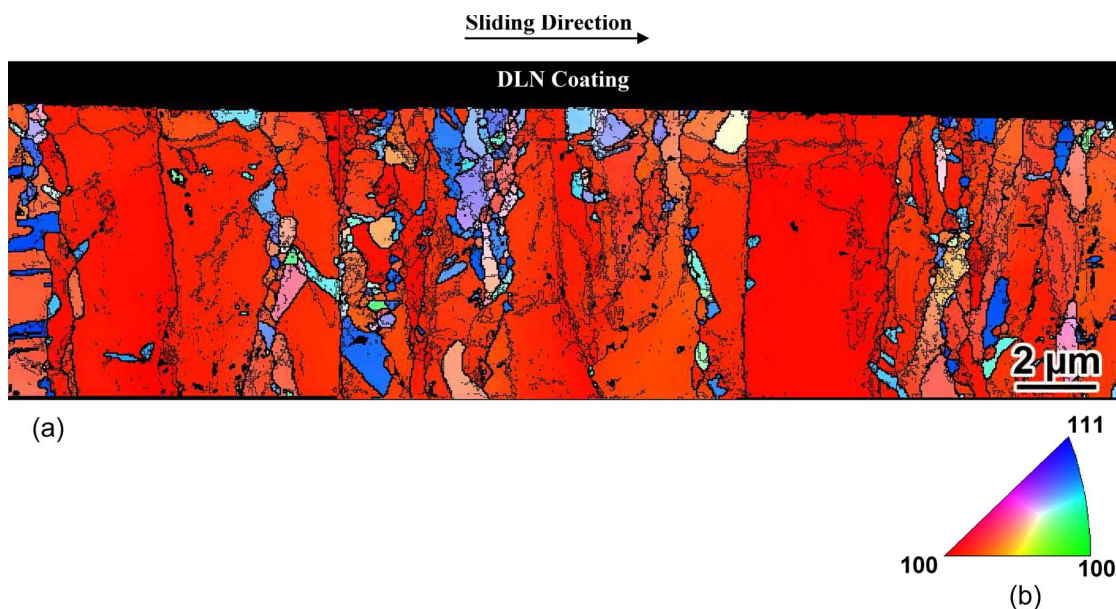 Sliding Direction
DLN Coating
2 μm
(a)
111
100
100
(b)